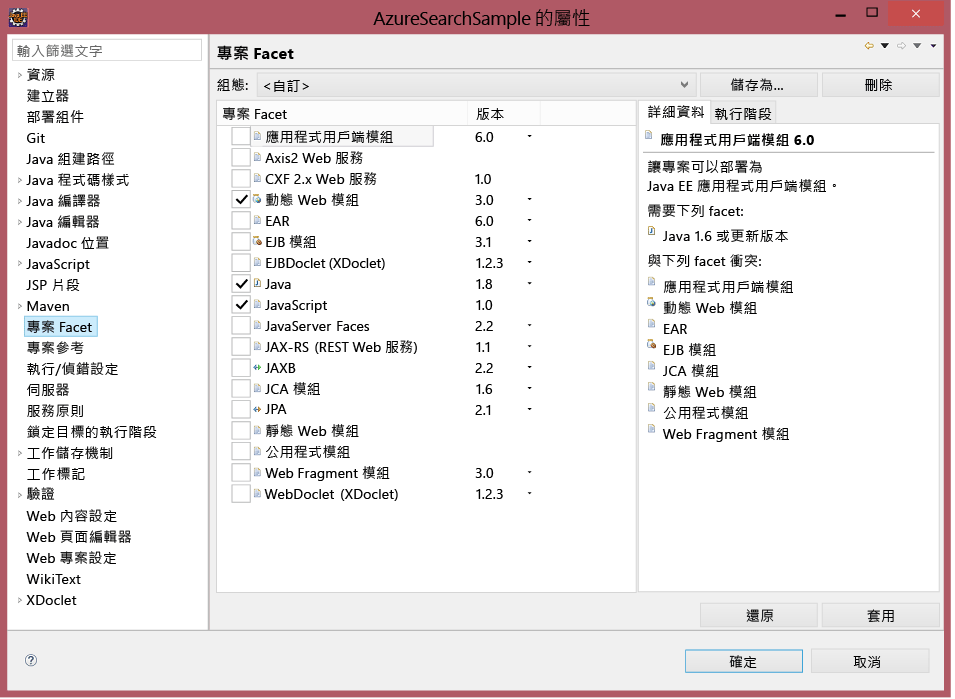 AzureSearchSample 的屬性
輸入篩選文字
資源
建立器
部署組件
Git
Java 組建路徑
Java 程式碼樣式
Java 編譯器
Java 編輯器
Javadoc 位置
JavaScript
JSP 片段
Maven
專案 Facet
專案參考
執行/偵錯設定
伺服器
服務原則
鎖定目標的執行階段
工作儲存機制
工作標記
驗證
Web 內容設定
Web 頁面編輯器
Web 專案設定
WikiText
XDoclet
專案 Facet
組態: <自訂> 儲存為... 刪除
專案 Facet 版本
應用程式用戶端模組 6.0
Axis2 Web 服務
CXF 2.x Web 服務 1.0
動態 Web 模組 3.0
EAR 6.0
EJB 模組 3.1
EJBDoclet (XDoclet) 1.2.3
Java 1.8
JavaScript 1.0
JavaServer Faces 2.2
JAX-RS (REST Web 服務) 1.1
JAXB 2.2
JCA 模組 1.6
JPA 2.1
靜態 Web 模組
公用程式模組
Web Fragment 模組 3.0
WebDoclet (XDoclet) 1.2.3
詳細資料 執行階段
應用程式用戶端模組 6.0
讓專案可以部署為
Java EE 應用程式用戶端模組。
需要下列 facet:
Java 1.6 或更新版本
與下列 facet 衝突:
應用程式用戶端模組
動態 Web 模組
EAR
EJB 模組
JCA 模組
靜態 Web 模組
公用程式模組
Web Fragment 模組
還原 套用
確定 取消